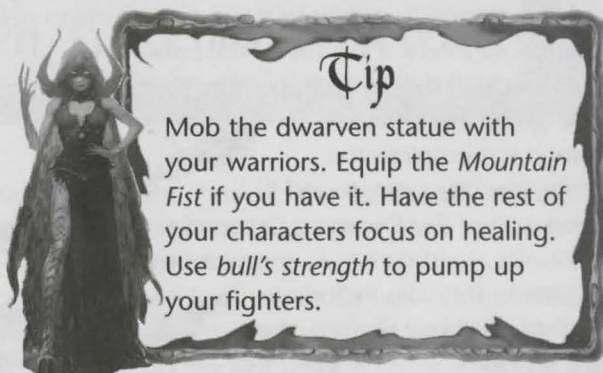 Tip
Mob the dwarven statue with
your warriors. Equip the Mountain
Fist if you have it. Have the rest of
your characters focus on healing.
Use bull's strength to pump up
your fighters.